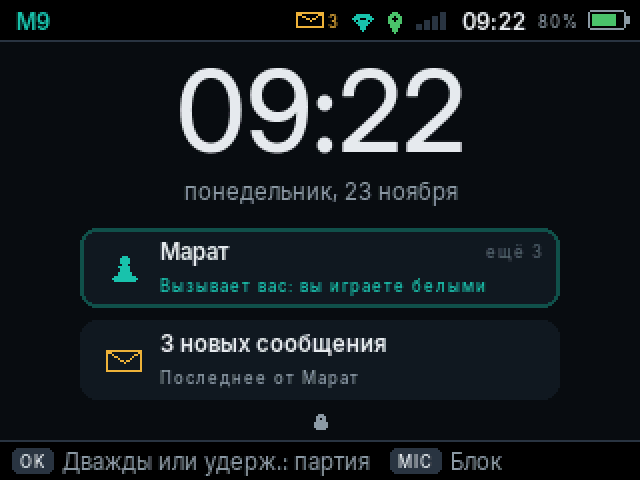 M9 3 09:22 80%
09:22
понедельник, 23 ноября
Марат ещё 3
Вызывает вас: вы играете белыми
3 новых сообщения
Последнее от Марат
OK Дважды или удерж.: партия MIC Блок